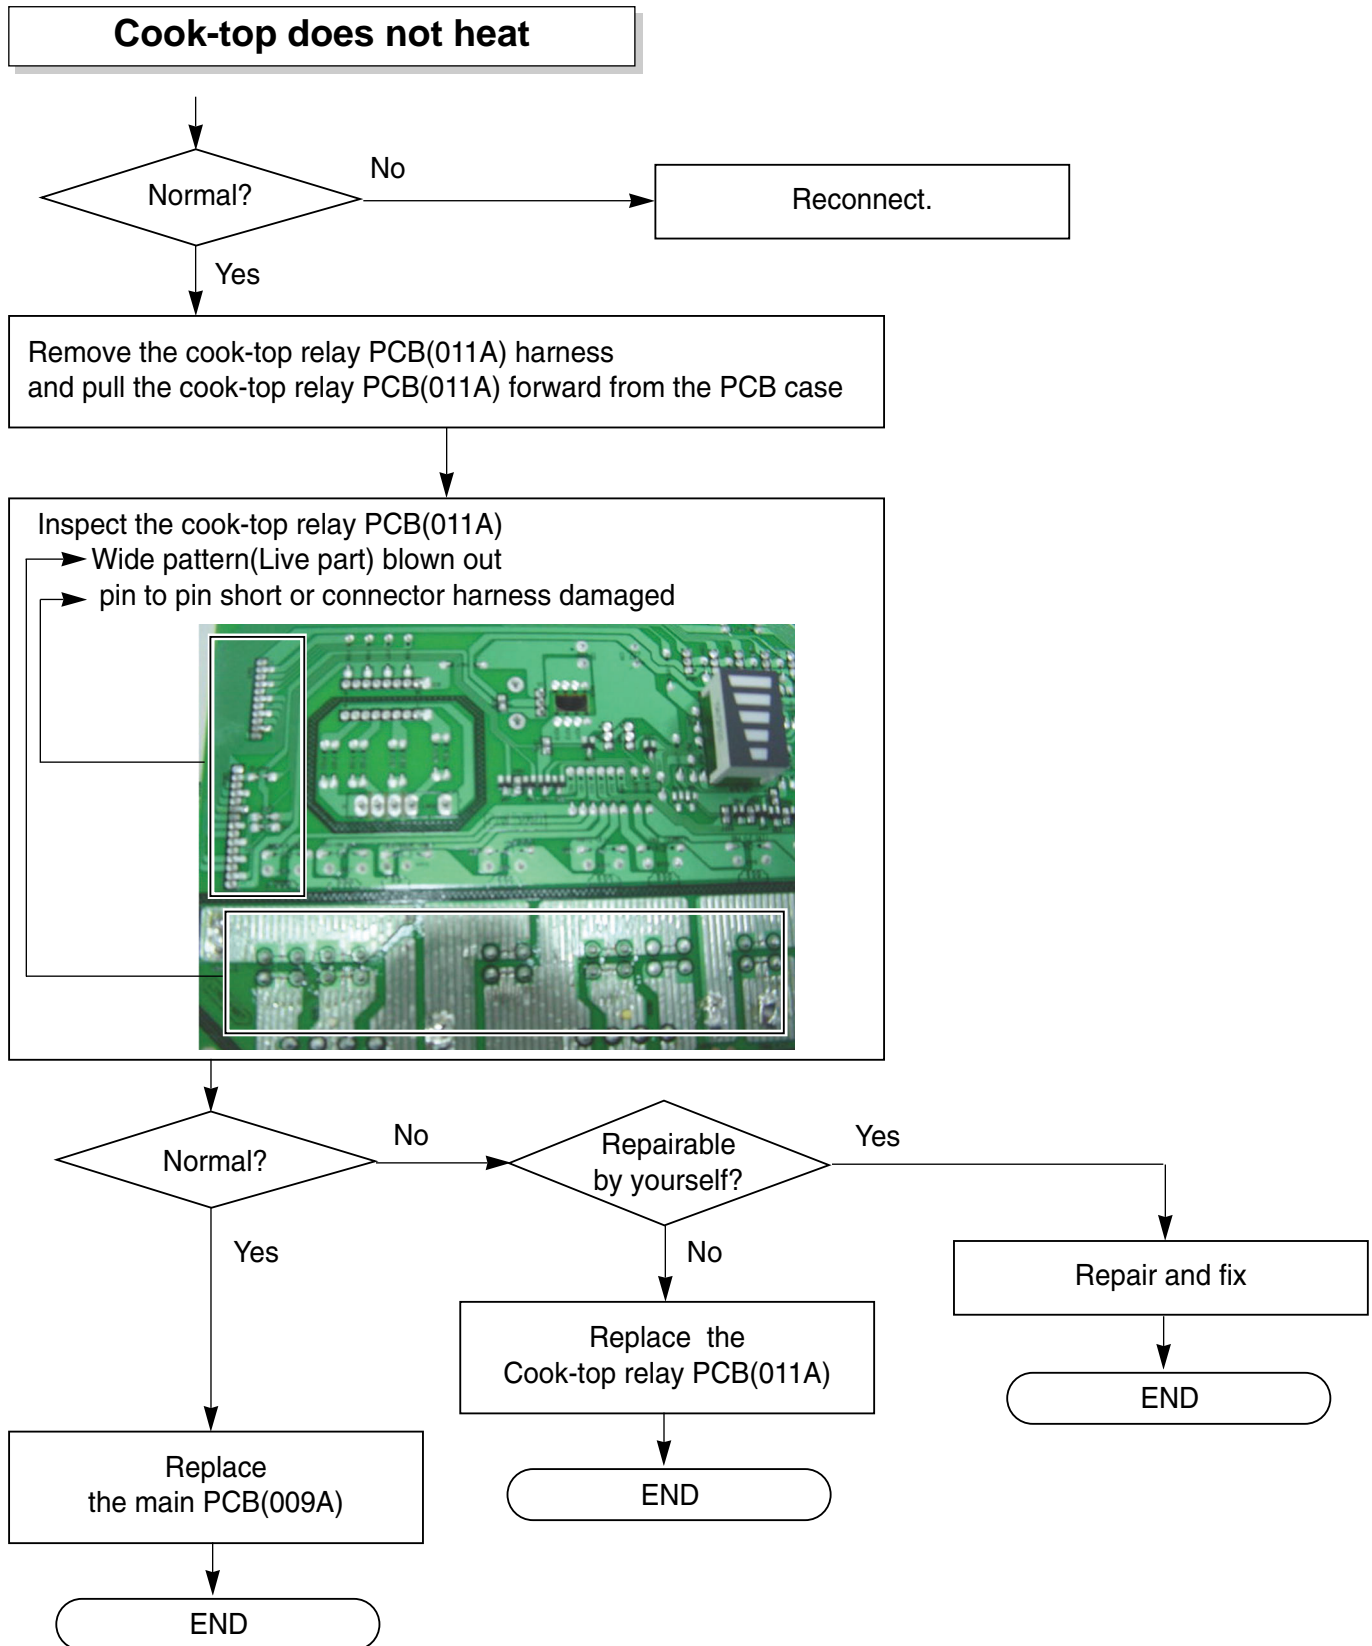 Cook-top does not heat
Normal?
No
Reconnect.
Yes
Remove the cook-top relay PCB(011A) harness
and pull the cook-top relay PCB(011A) forward from the PCB case
Inspect the cook-top relay PCB(011A)
Wide pattern(Live part) blown out
pin to pin short or connector harness damaged
Normal?
No
Repairable
by yourself?
Yes
Yes
No
Repair and fix
Replace the
Cook-top relay PCB(011A)
END
Replace
the main PCB(009A)
END
END